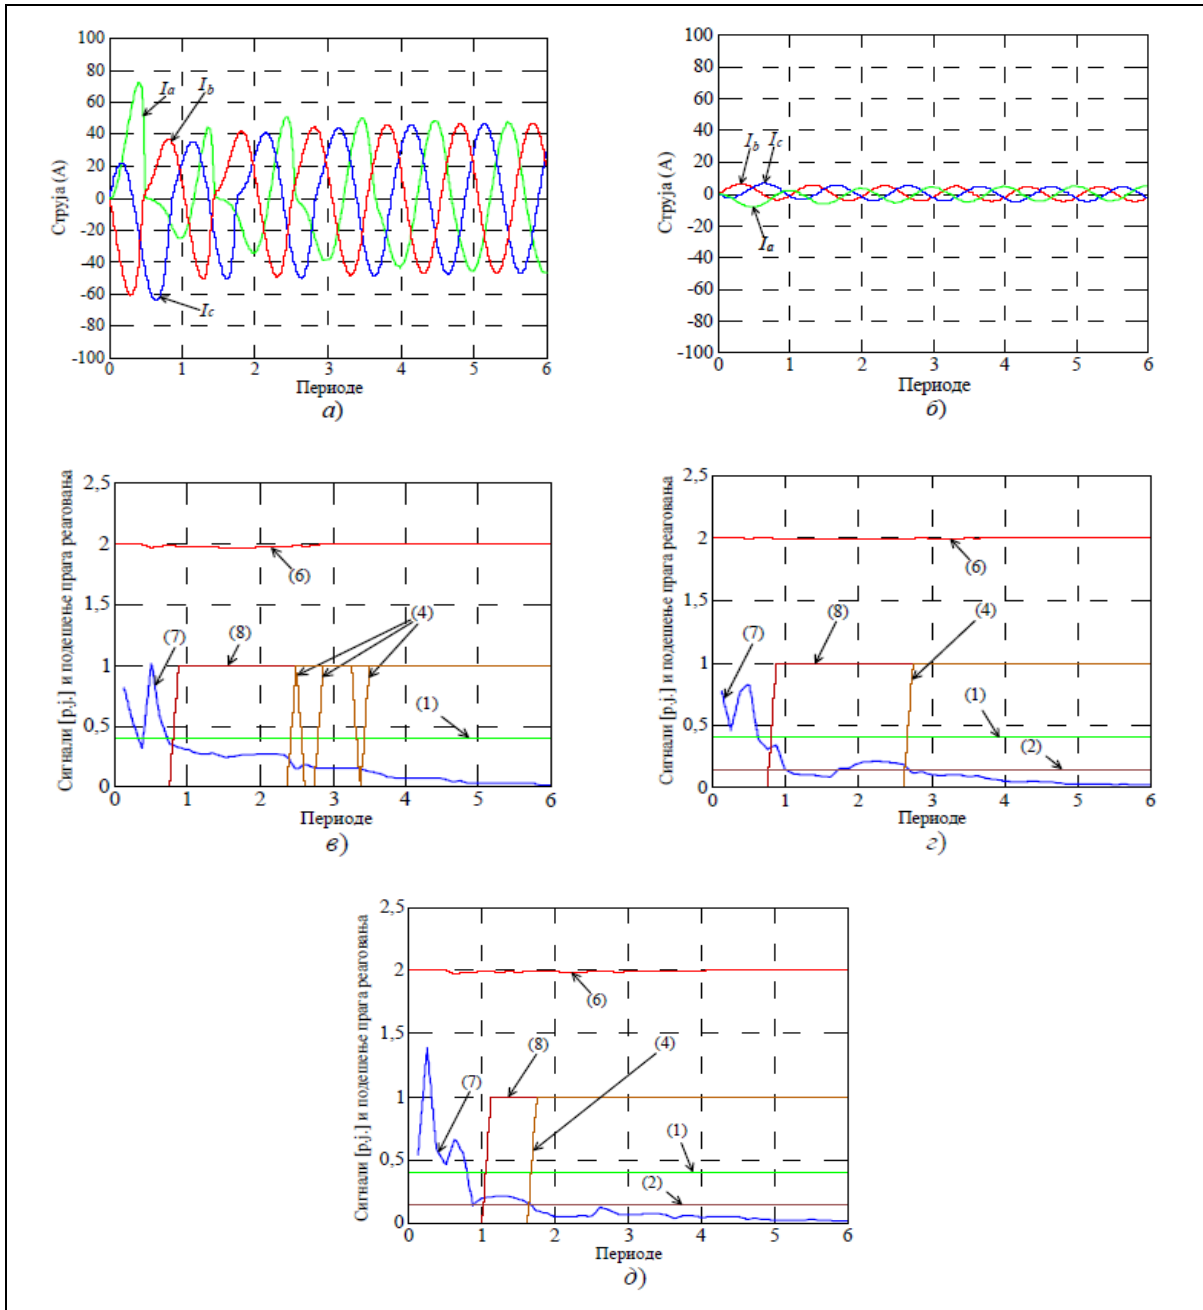 100
80
60
40
20
0
-20
-40
-60
-80
-100
Струја (А)
Ia
Ib
Ic
0 1 2 3 4 5 6
Периоде
а)
100
80
60
40
20
0
-20
-40
-60
-80
-100
Струја (А)
Ib
Ic
Ia
0 1 2 3 4 5 6
Периоде
б)
2,5
2
1,5
1
0,5
0
Сигнали [р.ј.] и подешење прага реаговања
(6)
(7)
(8)
(4)
(1)
0 1 2 3 4 5 6
Периоде
в)
2,5
2
1,5
1
0,5
0
Сигнали [р.ј.] и подешење прага реаговања
(6)
(7)
(8)
(4)
(1)
(2)
0 1 2 3 4 5 6
Периоде
г)
2,5
2
1,5
1
0,5
0
Сигнали [р.ј.] и подешење прага реаговања
(6)
(7)
(8)
(4)
(1)
(2)
1 2 3 4 5 6
Периоде
д)